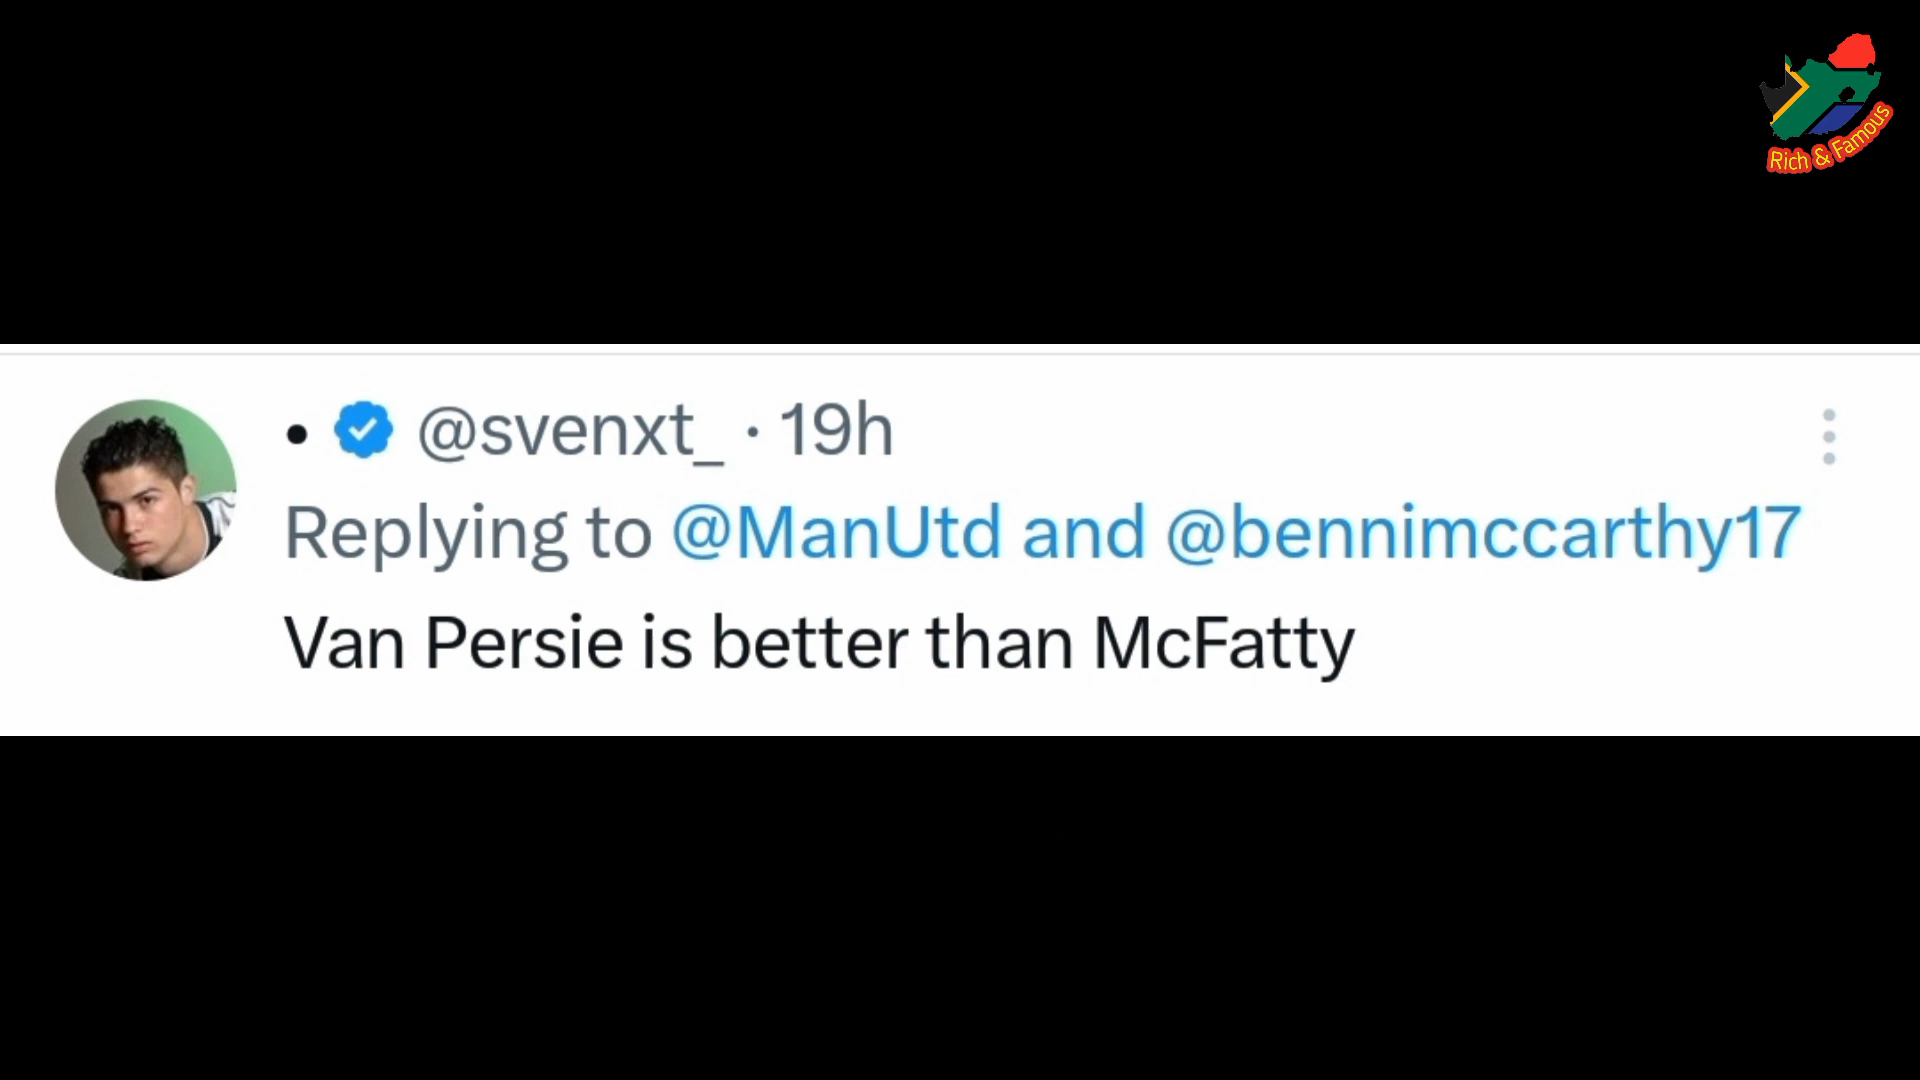 Rich & Famous
• @svenxt_ · 19h
Replying to @ManUtd and @bennimccarthy17
Van Persie is better than McFatty